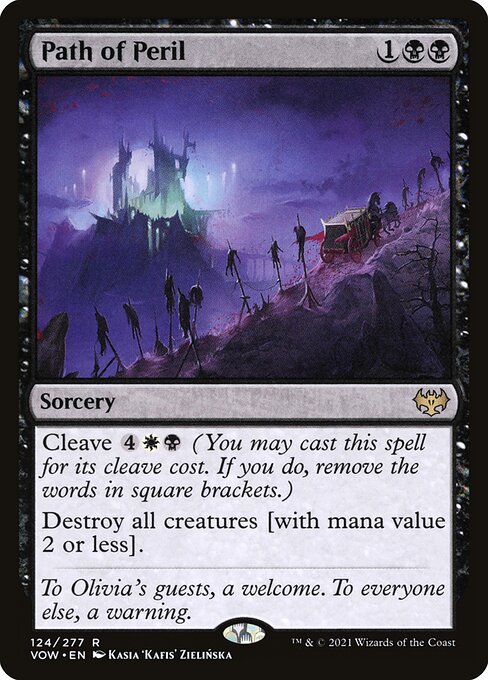 Path of Peril 1
Sorcery
Cleave 4 (You may cast this spell
for its cleave cost. If you do, remove the
words in square brackets.)
Destroy all creatures [with mana value
2 or less].
To Olivia's guests, a welcome. To everyone
else, a warning.
124/277 R
™ & © 2021 Wizards of the Coast
VOW • EN Kasia 'Kafis' Zielińska